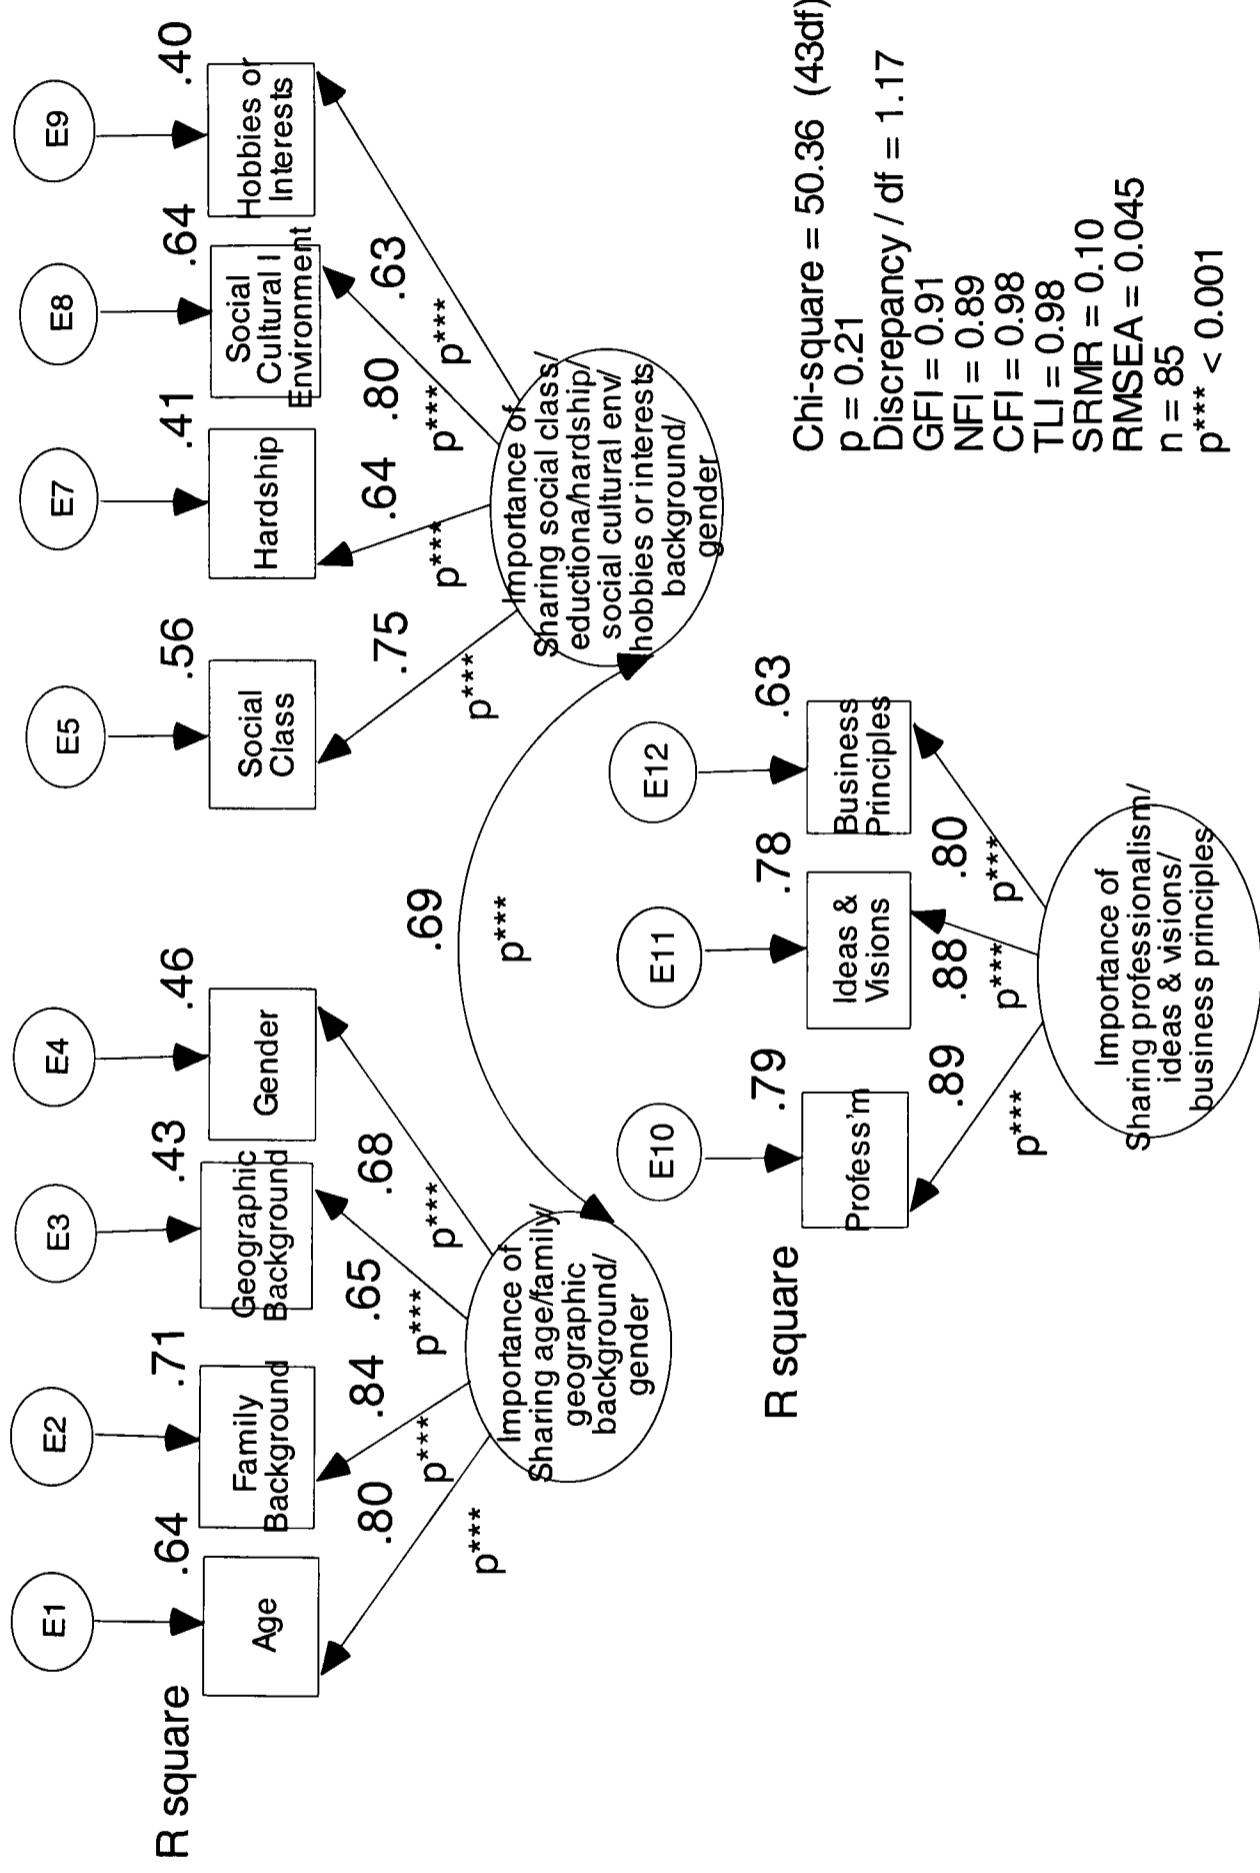 E1
E2
E3
E4
E5
E7
E8
E9
R square
.64
.71
.43
.46
.56
.41
.64
.40
Age
Family
Background
Geographic
Background
Gender
Social
Class
Hardship
Social
Cultural l
Environment
Hobbies or
Interests
.80
.84
.65
.68
.75
.64
.80
.63
p***
p***
p***
p***
p***
p***
p***
p***
.69
p***
Importance of
Sharing age/family/
geographic
background/
gender
Importance of
Sharing social class/
eductiona/hardship/
social cultural env/
hobbies or interests
background/
gender
E10
E11
E12
R square
.79
.78
.63
Profess'm
Ideas &
Visions
Business
Principles
.89
.88
.80
p***
p***
p***
Importance of
Sharing professionalism/
ideas & visions/
business principles
Chi-square = 50.36 (43df)
p = 0.21
Discrepancy / df = 1.17
GFI = 0.91
NFI = 0.89
CFI = 0.98
TLI = 0.98
SRMR = 0.10
RMSEA = 0.045
n = 85
p*** < 0.001